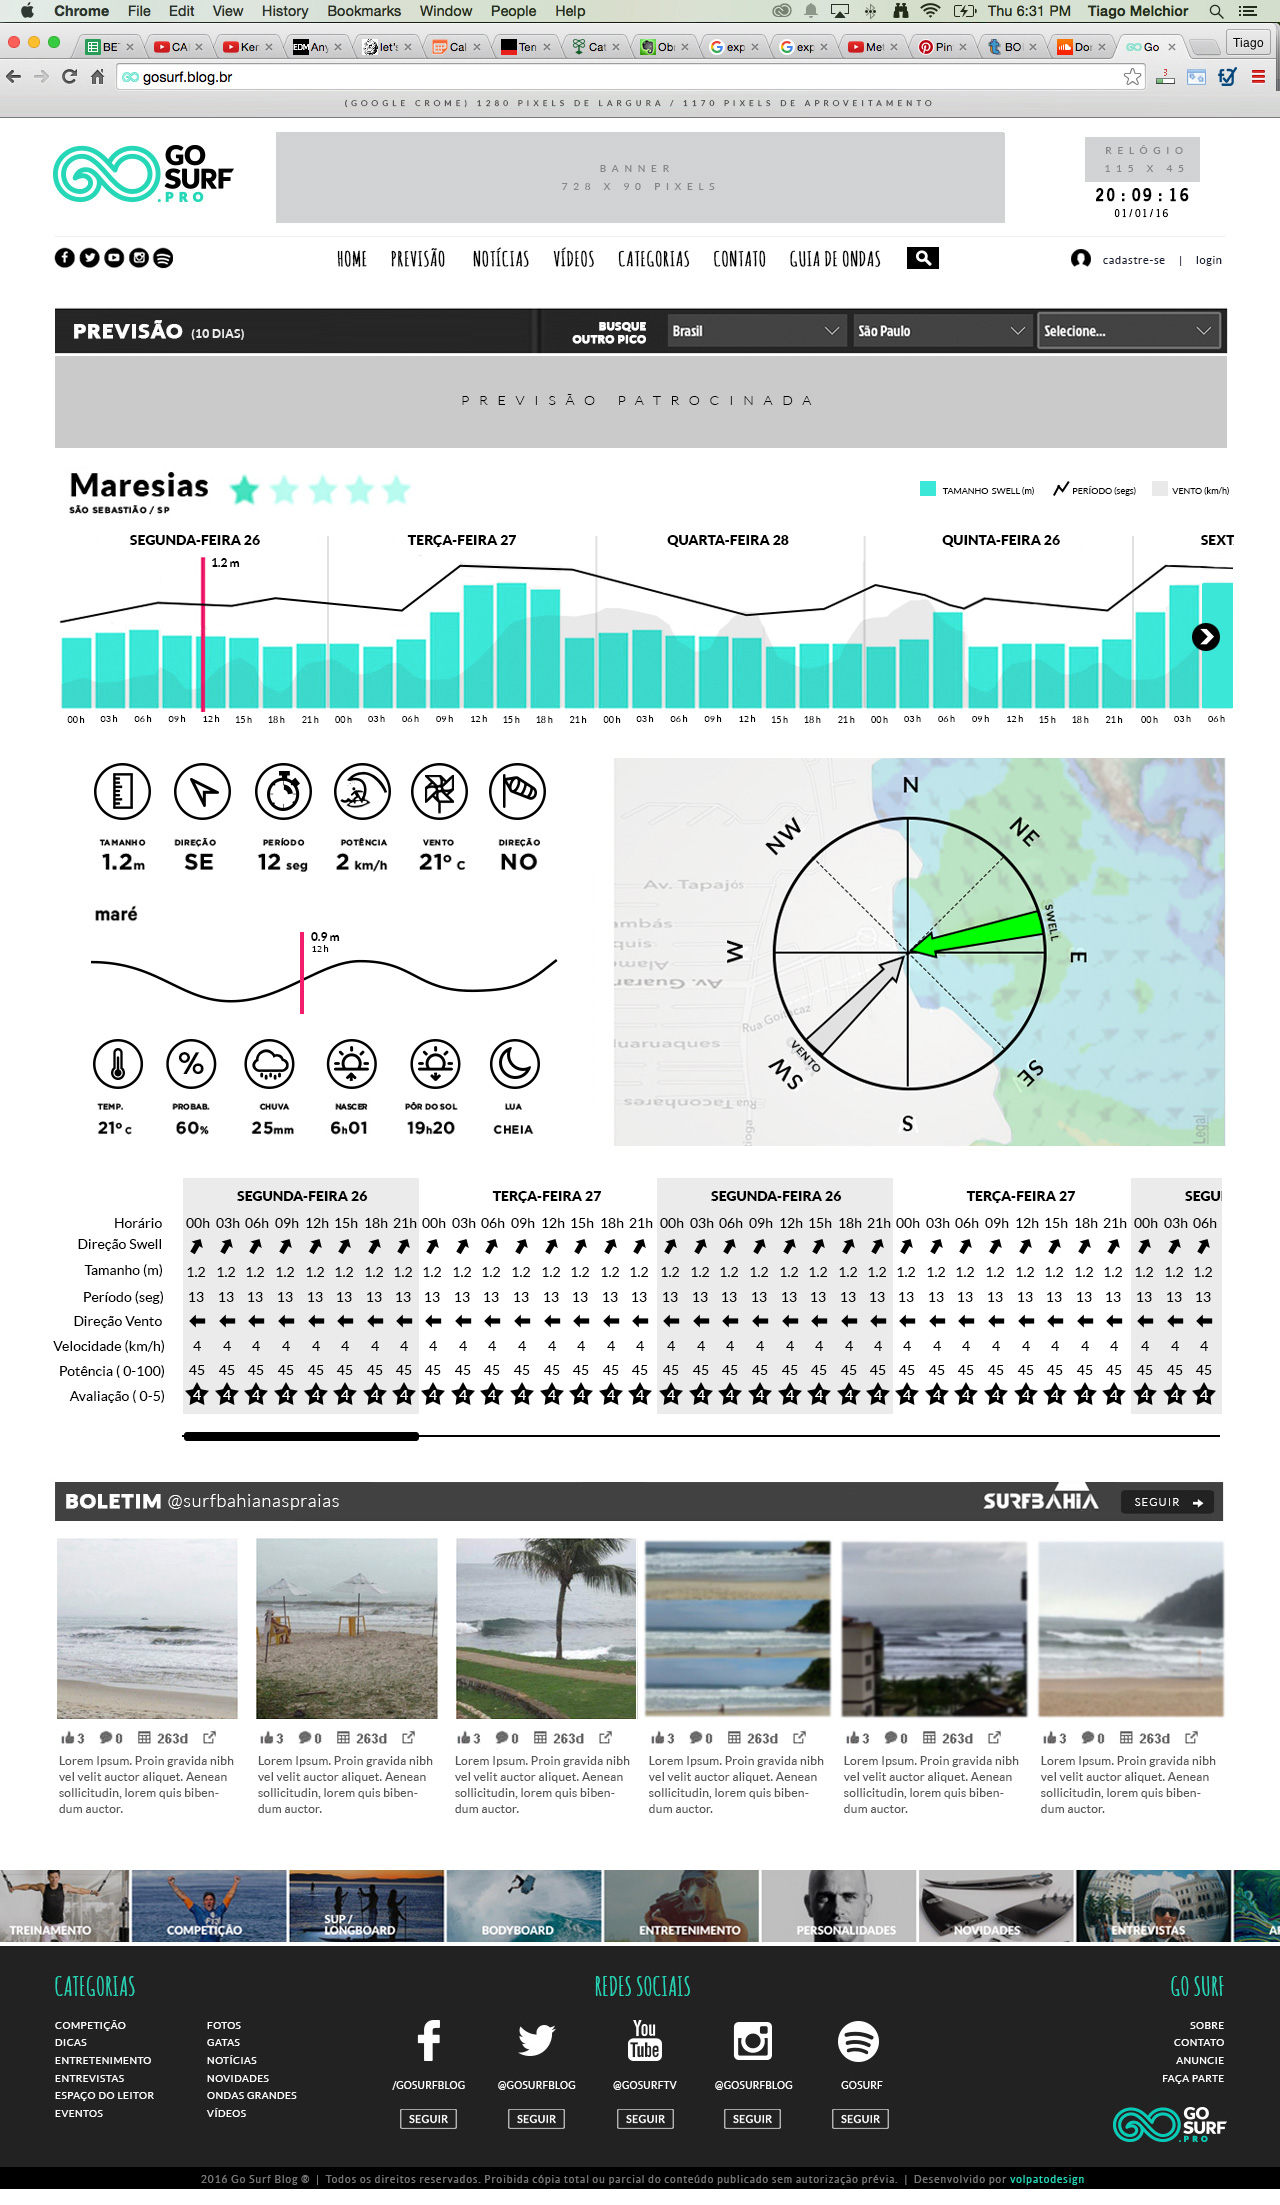 Chrome File Edit View History Bookmarks Window People Help Thu 6:31 PM Tiago Melchior
BE CA Ker Any let's Cal Ten Cat Ob exp exp Me Pin BO Do Go Tiago
gosurf.blog.br 3
(GOOGLE CROME) 1280 PIXELS DE LARGURA / 1170 PIXELS DE APROVEITAMENTO
GO SURF .PRO
BANNER
728 X 90 PIXELS
RELÓGIO
115 X 45
20:09:16
01/01/16
HOME PREVISÃO NOTÍCIAS VÍDEOS CATEGORIAS CONTATO GUIA DE ONDAS
cadastre-se | login
PREVISÃO (10 DIAS)
BUSQUE
OUTRO PICO
Brasil São Paulo Selecione...
PREVISÃO PATROCINADA
Maresias
SÃO SEBASTIÃO / SP
TAMANHO SWELL (m) PERÍODO (segs) VENTO (km/h)
SEGUNDA-FEIRA 26 TERÇA-FEIRA 27 QUARTA-FEIRA 28 QUINTA-FEIRA 26 SEXT
1.2 m
00h 03h 06h 09h 12h 15h 18h 21h 00h 03h 06h 09h 12h 15h 18h 21h 00h 03h 06h 09h 12h 15h 18h 21h 00h 03h 06h 09h 12h 15h 18h 21h 00h 03h 06h
TAMANHO DIREÇÃO PERÍODO POTÊNCIA VENTO DIREÇÃO
1.2m SE 12 seg 2 km/h 21º C NO
maré
0.9 m
12h
TEMP. PROBAB. CHUVA NASCER PÔR DO SOL LUA
21º C 60% 25mm 6h01 19h20 CHEIA
N
NW NE
Av. Tapajós
SWELL
W E
Av. Guarar
Rua Goricaz
VENTO
SW SE
S
Legal
SEGUNDA-FEIRA 26 TERÇA-FEIRA 27 SEGUNDA-FEIRA 26 TERÇA-FEIRA 27 SEGU
Horário 00h 03h 06h 09h 12h 15h 18h 21h 00h 03h 06h 09h 12h 15h 18h 21h 00h 03h 06h 09h 12h 15h 18h 21h 00h 03h 06h 09h 12h 15h 18h 21h 00h 03h 06h
Direção Swell
Tamanho (m) 1.2 1.2 1.2 1.2 1.2 1.2 1.2 1.2 1.2 1.2 1.2 1.2 1.2 1.2 1.2 1.2 1.2 1.2 1.2 1.2 1.2 1.2 1.2 1.2 1.2 1.2 1.2 1.2 1.2 1.2 1.2 1.2 1.2 1.2 1.2
Período (seg) 13 13 13 13 13 13 13 13 13 13 13 13 13 13 13 13 13 13 13 13 13 13 13 13 13 13 13 13 13 13 13 13 13 13 13
Direção Vento
Velocidade (km/h) 4 4 4 4 4 4 4 4 4 4 4 4 4 4 4 4 4 4 4 4 4 4 4 4 4 4 4 4 4 4 4 4 4 4 4
Potência ( 0-100) 45 45 45 45 45 45 45 45 45 45 45 45 45 45 45 45 45 45 45 45 45 45 45 45 45 45 45 45 45 45 45 45 45 45 45
Avaliação ( 0-5) 4 4 4 4 4 4 4 4 4 4 4 4 4 4 4 4 4 4 4 4 4 4 4 4 4 4 4 4 4 4 4 4 4 4 4
BOLETIM @surfbahianaspraias SURFBAHIA SEGUIR
3 0 263d 3 0 263d 3 0 263d 3 0 263d 3 0 263d 3 0 263d
Lorem Ipsum. Proin gravida nibh Lorem Ipsum. Proin gravida nibh Lorem Ipsum. Proin gravida nibh Lorem Ipsum. Proin gravida nibh Lorem Ipsum. Proin gravida nibh Lorem Ipsum. Proin gravida nibh
vel velit auctor aliquet. Aenean vel velit auctor aliquet. Aenean vel velit auctor aliquet. Aenean vel velit auctor aliquet. Aenean vel velit auctor aliquet. Aenean vel velit auctor aliquet. Aenean
sollicitudin, lorem quis biben- sollicitudin, lorem quis biben- sollicitudin, lorem quis biben- sollicitudin, lorem quis biben- sollicitudin, lorem quis biben- sollicitudin, lorem quis biben-
dum auctor. dum auctor. dum auctor. dum auctor. dum auctor. dum auctor.
TREINAMENTO COMPETIÇÃO SUP / LONGBOARD BODYBOARD ENTRETENIMENTO PERSONALIDADES NOVIDADES ENTREVISTAS
CATEGORIAS REDES SOCIAIS GO SURF
COMPETIÇÃO FOTOS SOBRE
DICAS GATAS CONTATO
ENTRETENIMENTO NOTÍCIAS ANUNCIE
ENTREVISTAS NOVIDADES FAÇA PARTE
ESPAÇO DO LEITOR ONDAS GRANDES
EVENTOS VÍDEOS
You Tube
/GOSURFBLOG @GOSURFBLOG @GOSURFTV @GOSURFBLOG GOSURF
SEGUIR SEGUIR SEGUIR SEGUIR SEGUIR
GO SURF .PRO
2016 Go Surf Blog ® | Todos os direitos reservados. Proibida cópia total ou parcial do conteúdo publicado sem autorização prévia. | Desenvolvido por volpatodesign